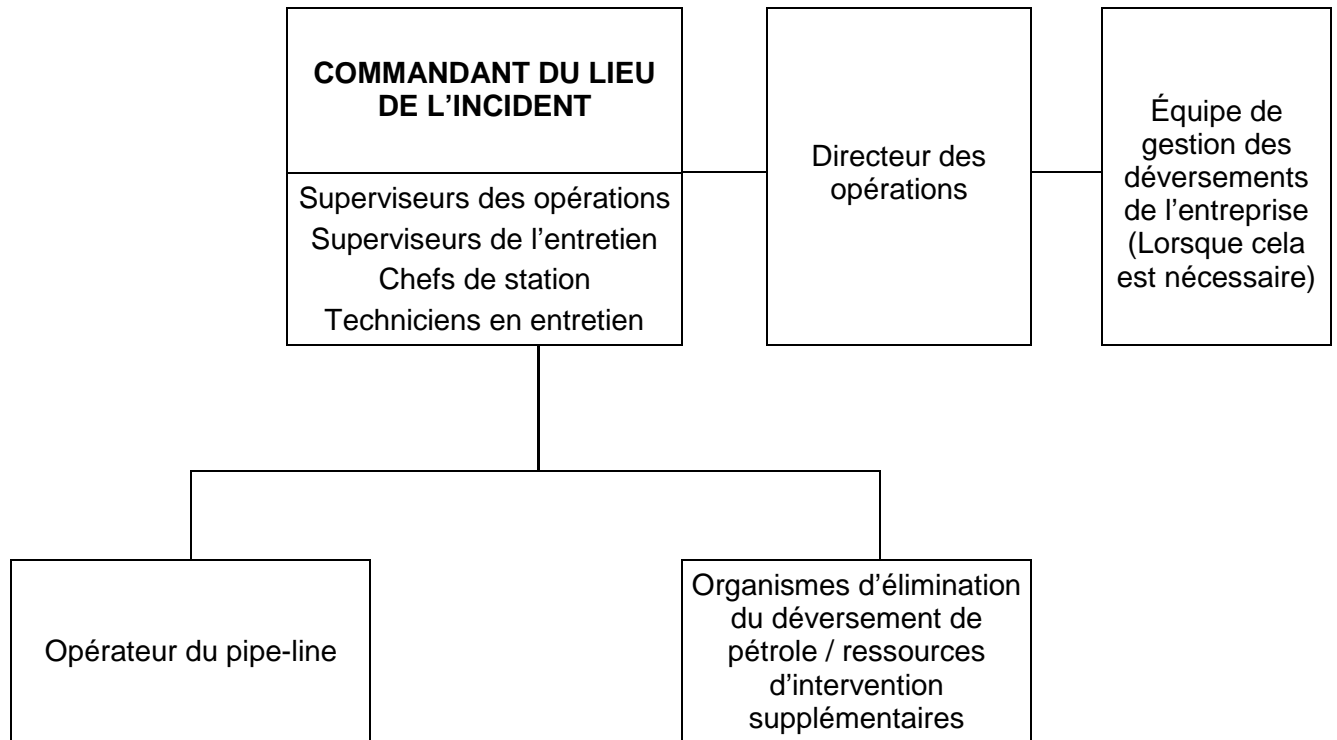 COMMANDANT DU LIEU
DE L’INCIDENT
Superviseurs des opérations
Superviseurs de l’entretien
Chefs de station
Techniciens en entretien
Directeur des
opérations
Équipe de
gestion des
déversements
de l’entreprise
(Lorsque cela
est nécessaire)
Opérateur du pipe-line
Organismes d’élimination
du déversement de
pétrole / ressources
d’intervention
supplémentaires